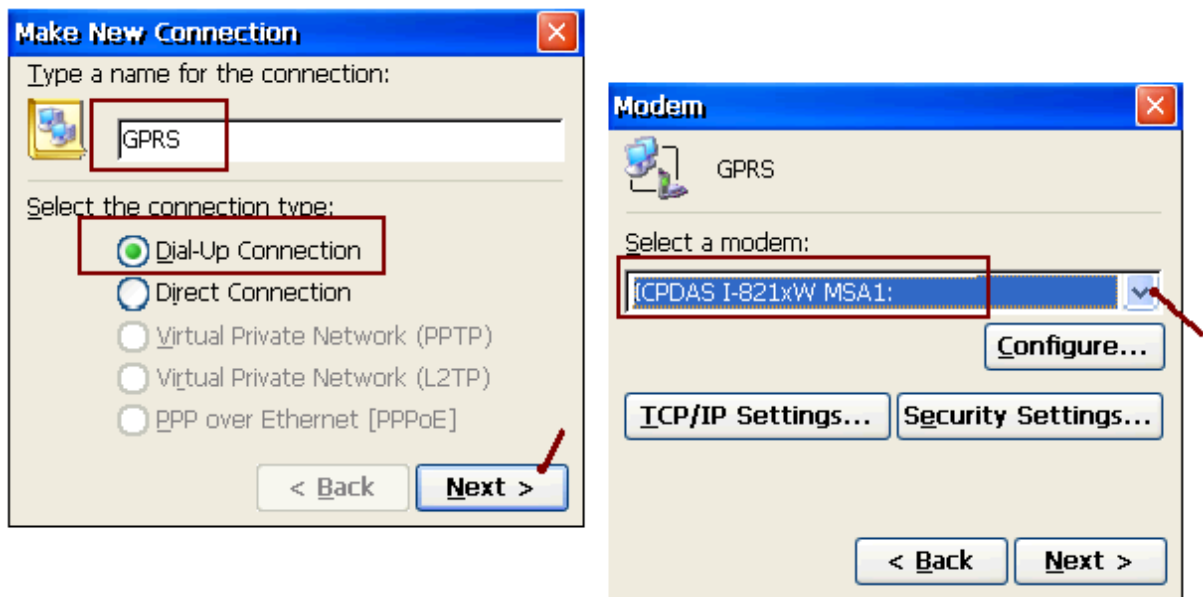 Make New Connection
Type a name for the connection:
GPRS
Select the connection type:
Dial-Up Connection
Direct Connection
Virtual Private Network (PPTP)
Virtual Private Network (L2TP)
PPP over Ethernet [PPPoE]
< Back Next >
Modem
GPRS
Select a modem:
ICPDAS I-821xW MSA1:
Configure...
TCP/IP Settings... Security Settings...
< Back Next >